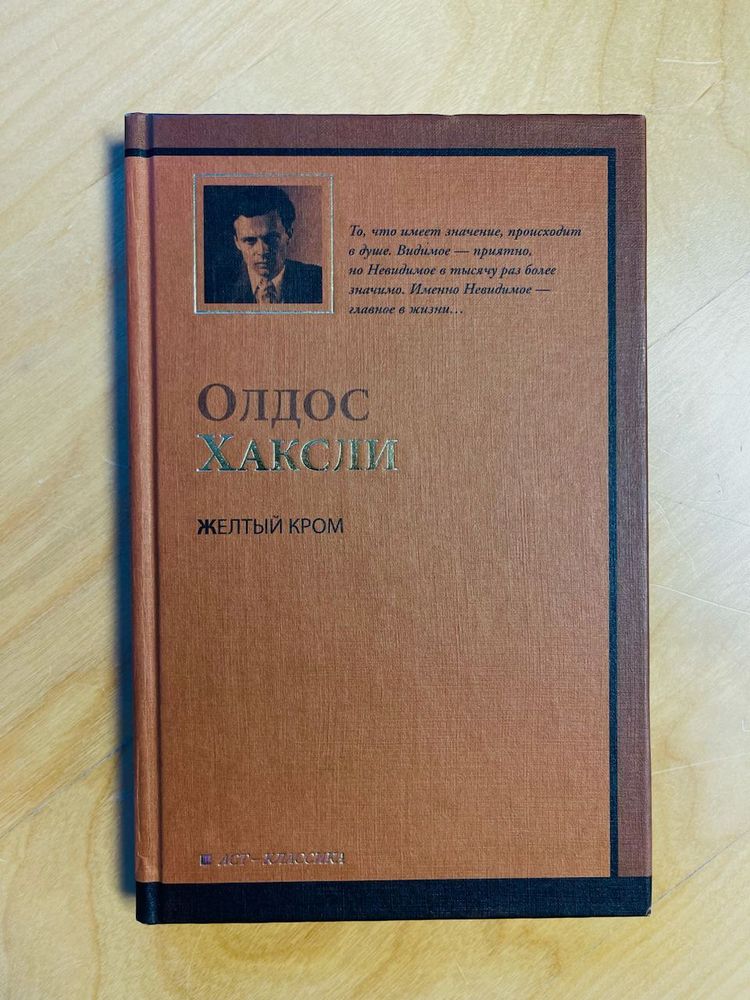 То, что имеет значение, происходит
в душе. Видимое — приятно,
но Невидимое в тысячу раз более
значимо. Именно Невидимое —
главное в жизни...
ОЛДОС
ХАКСЛИ
ЖЕЛТЫЙ КРОМ
АСТ – КЛАССИКА